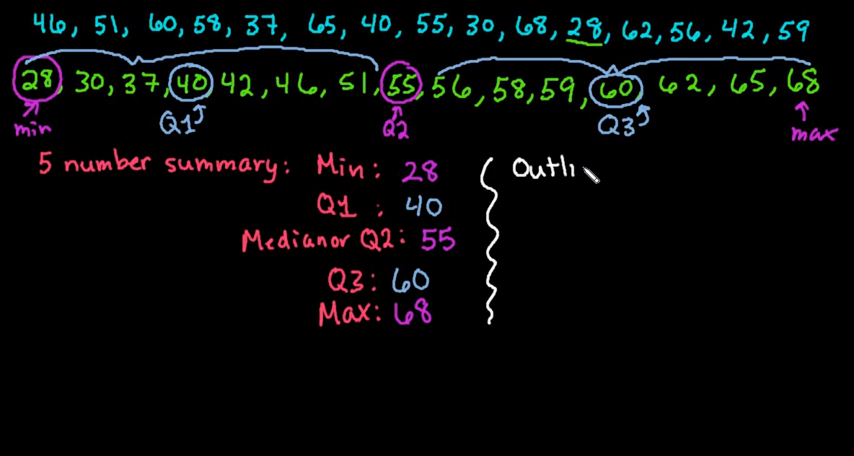 46, 51, 60, 58, 37, 65, 40, 55, 30, 68, 28, 62, 56, 42, 59
28, 30, 37, 40 42, 46, 51, 55, 56, 58, 59, 60, 62, 65, 68
min Q1 Q2 Q3 max
5 number summary: Min: 28
Q1 : 40
Medianor Q2: 55
Q3: 60
Max: 68
Outli